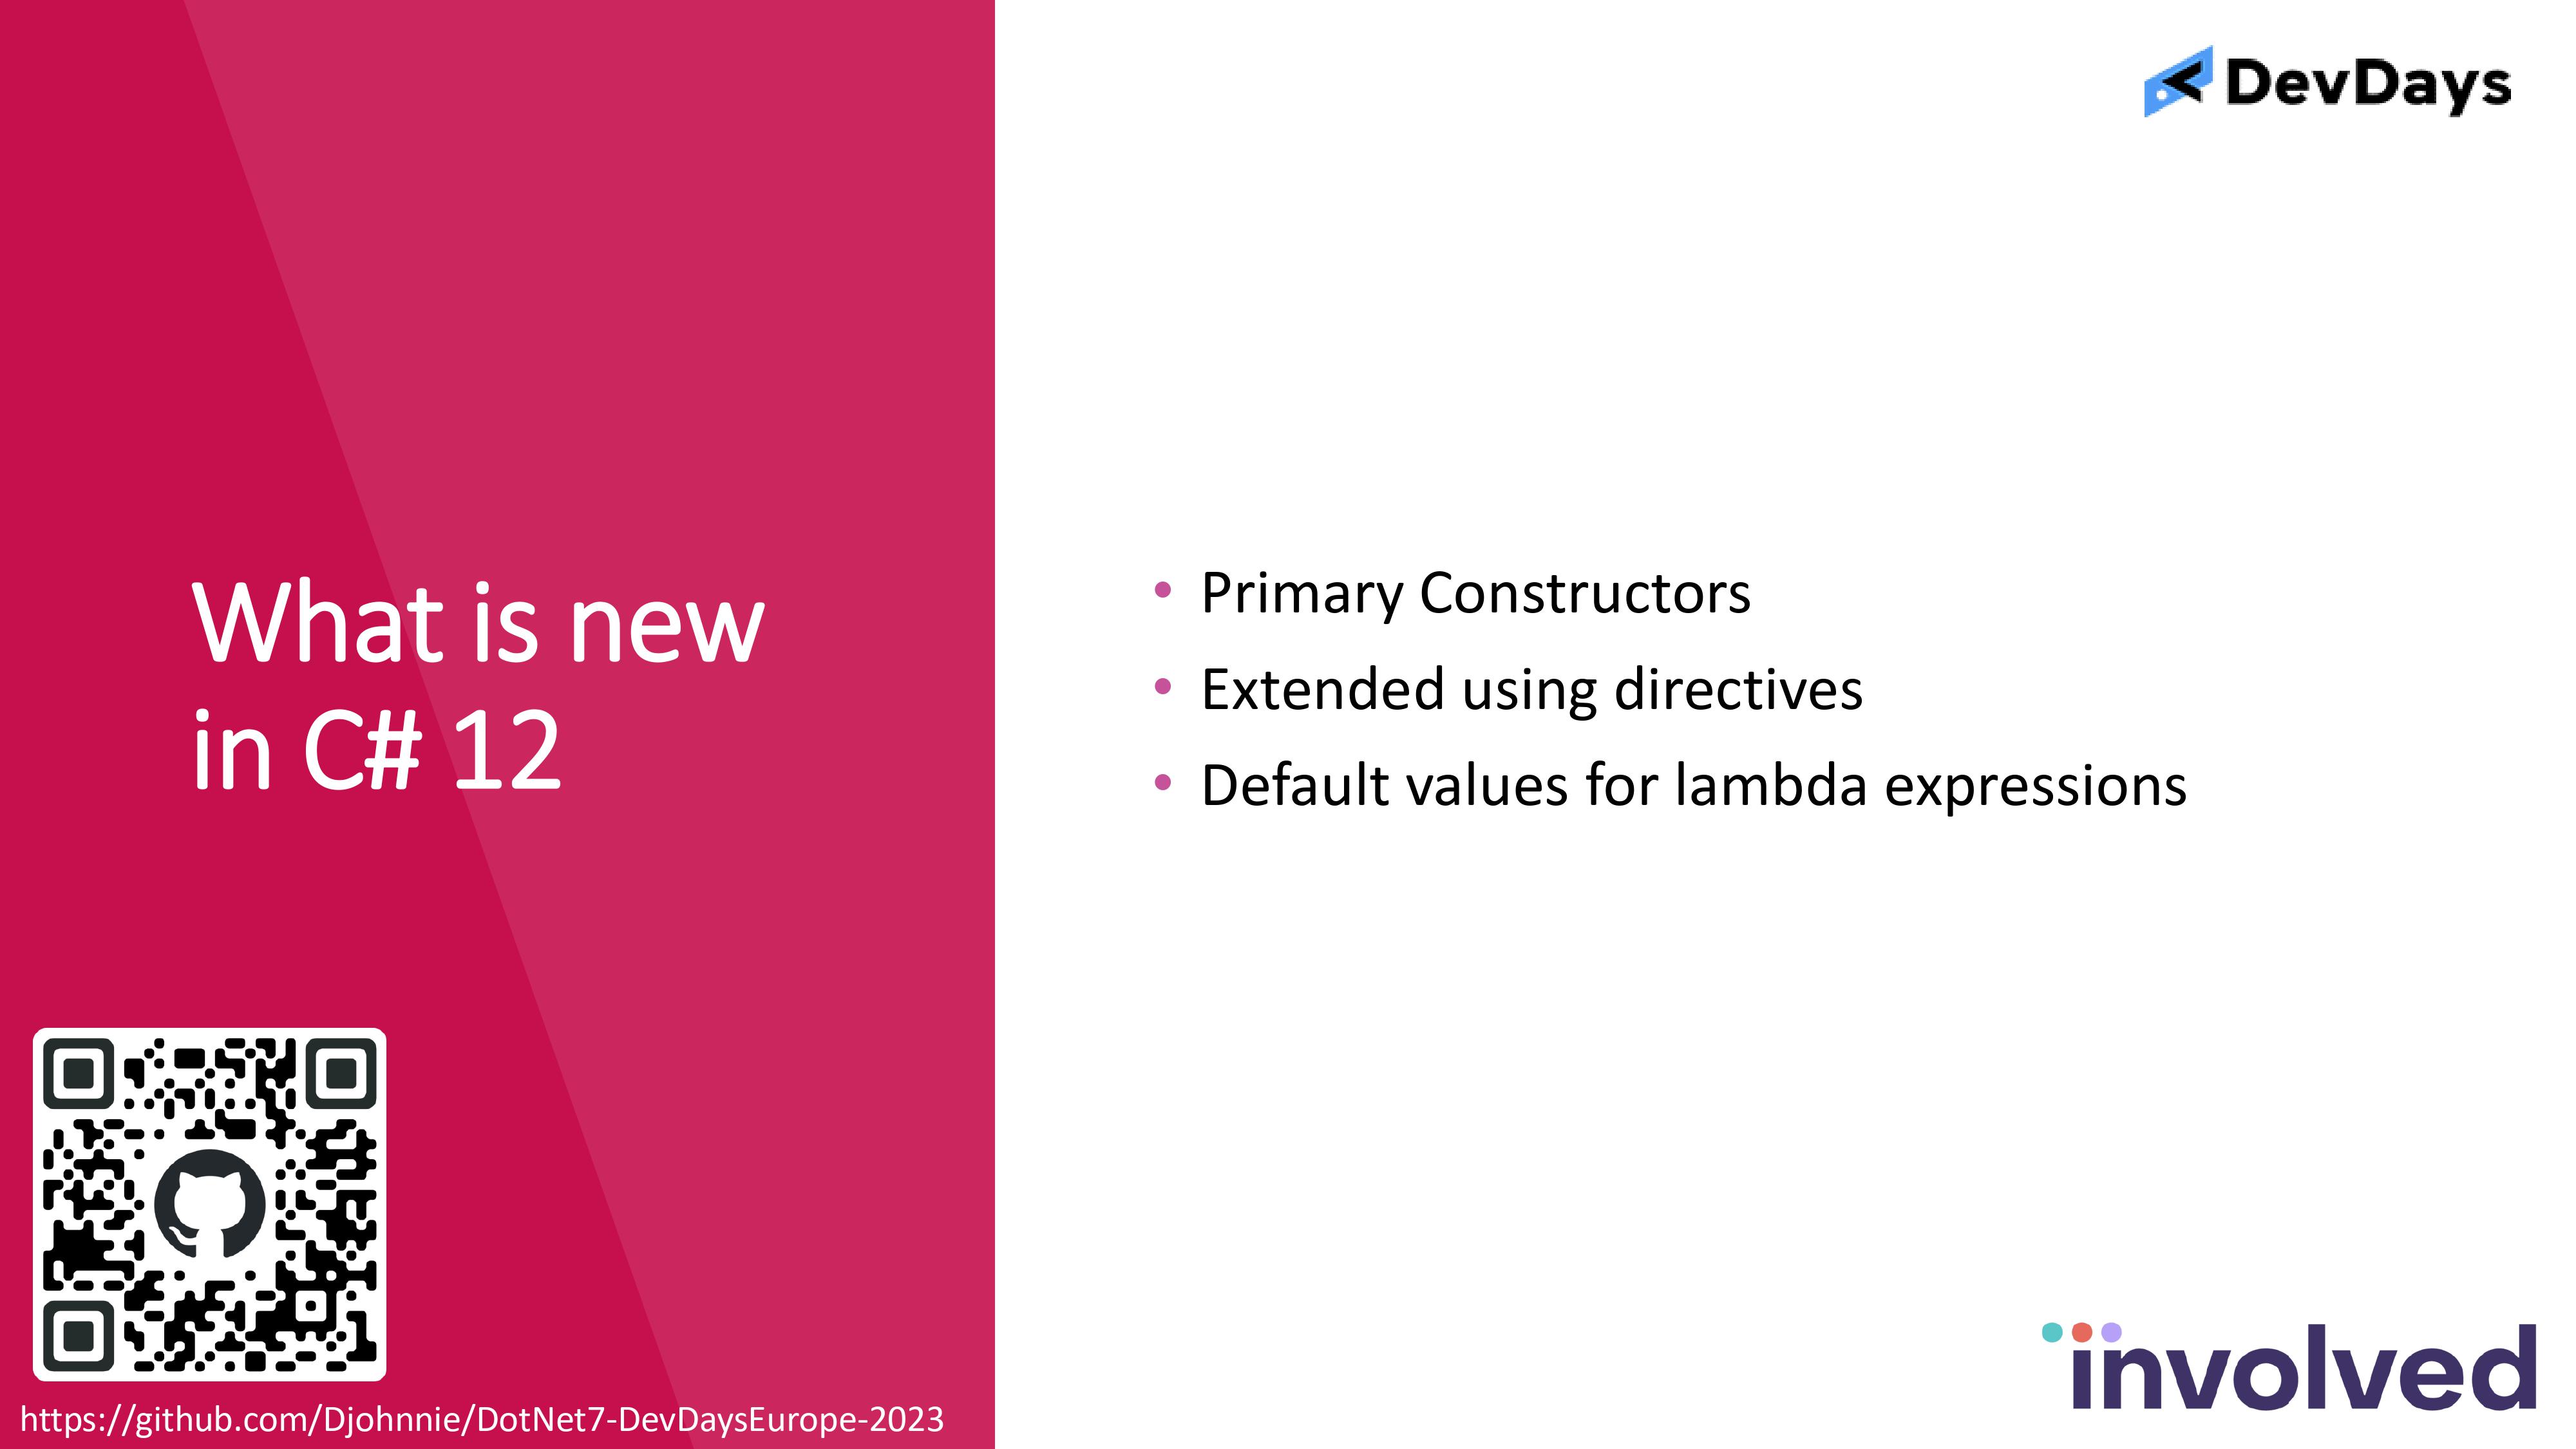 What is new
in C# 12
DevDays
• Primary Constructors
• Extended using directives
• Default values for lambda expressions
https://github.com/Djohnnie/DotNet7-DevDaysEurope-2023
involved